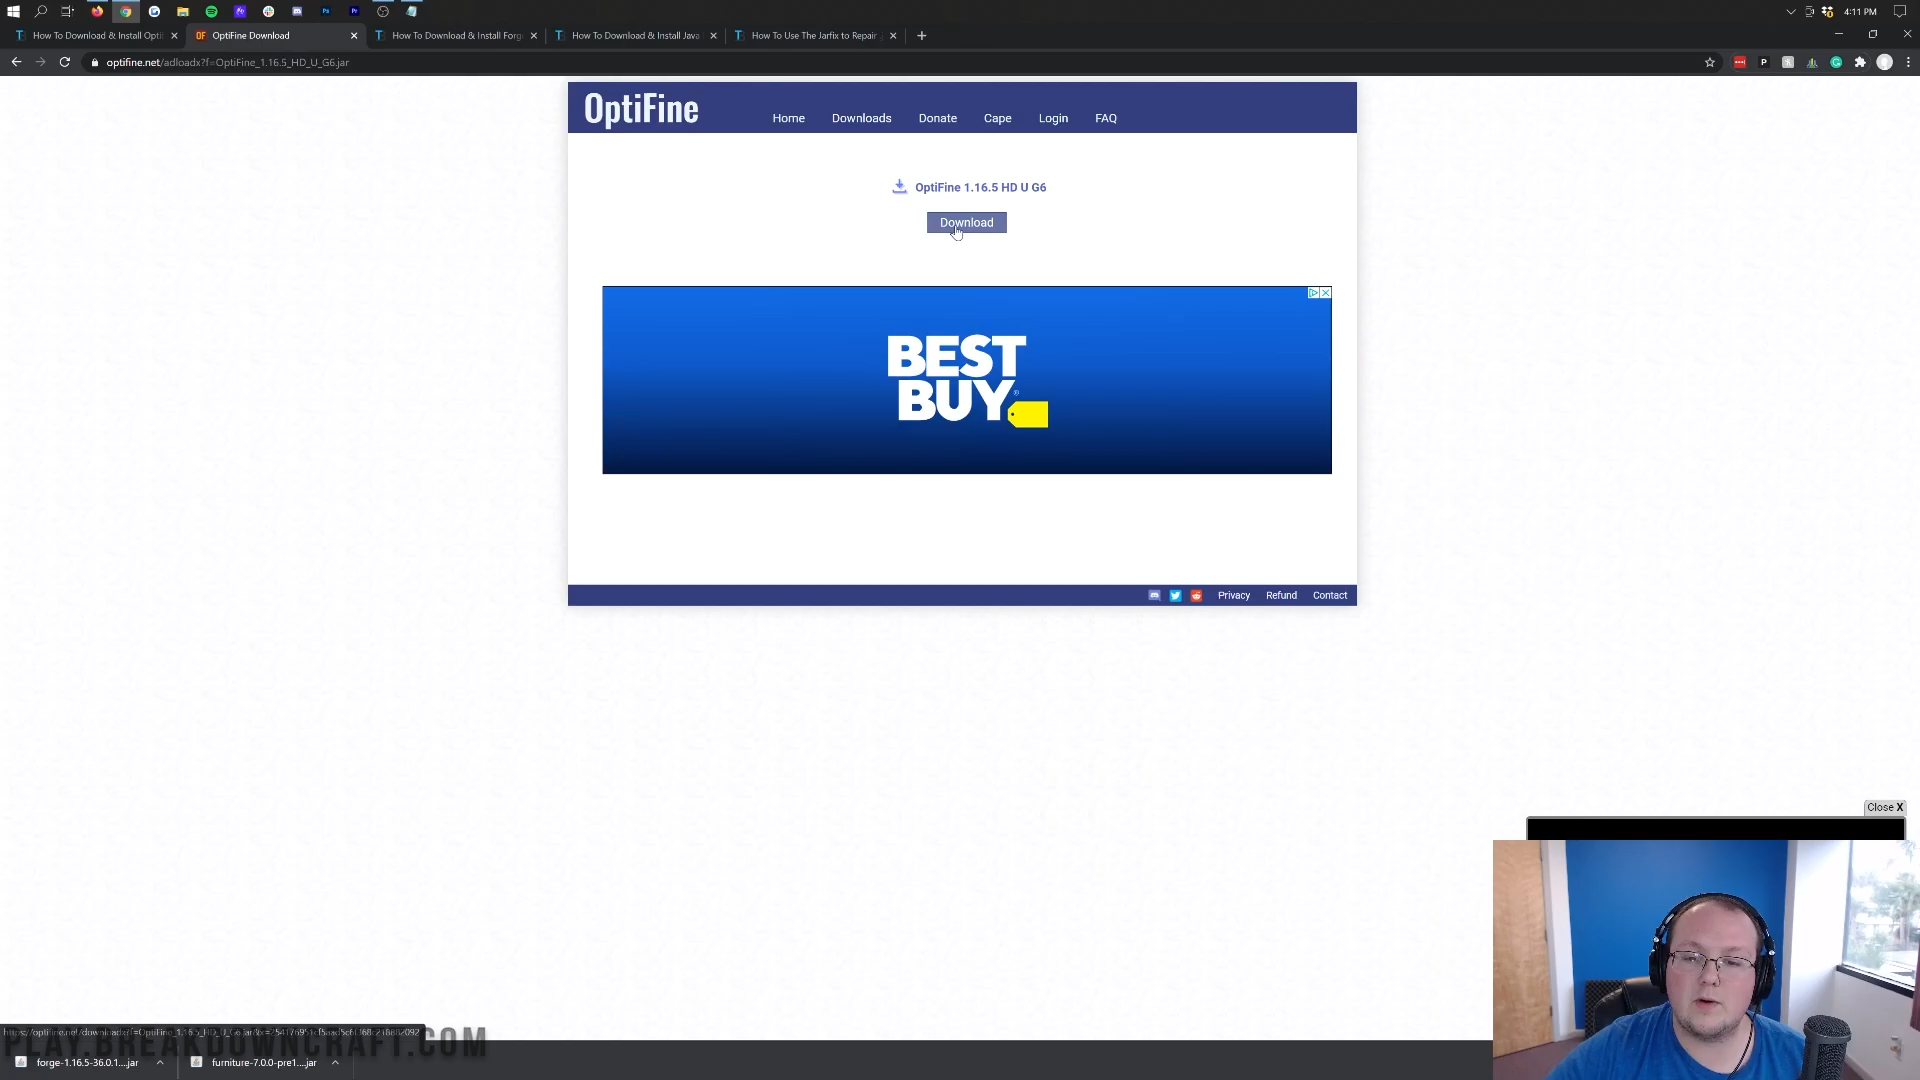 4:11 PM
How To Download & Install Opti
OptiFine Download
How To Download & Install Forg
How To Download & Install Java
How To Use The Jarfix to Repair
optifine.net/adloadx?f=OptiFine_1.16.5_HD_U_G6.jar
OptiFine
Home
Downloads
Donate
Cape
Login
FAQ
OptiFine 1.16.5 HD U G6
Download
BEST
BUY
Privacy
Refund
Contact
Close X
PLAY.BREAKDOWNCRAFT.COM
forge-1.16.5-36.0.1....jar
furniture-7.0.0-pre1....jar